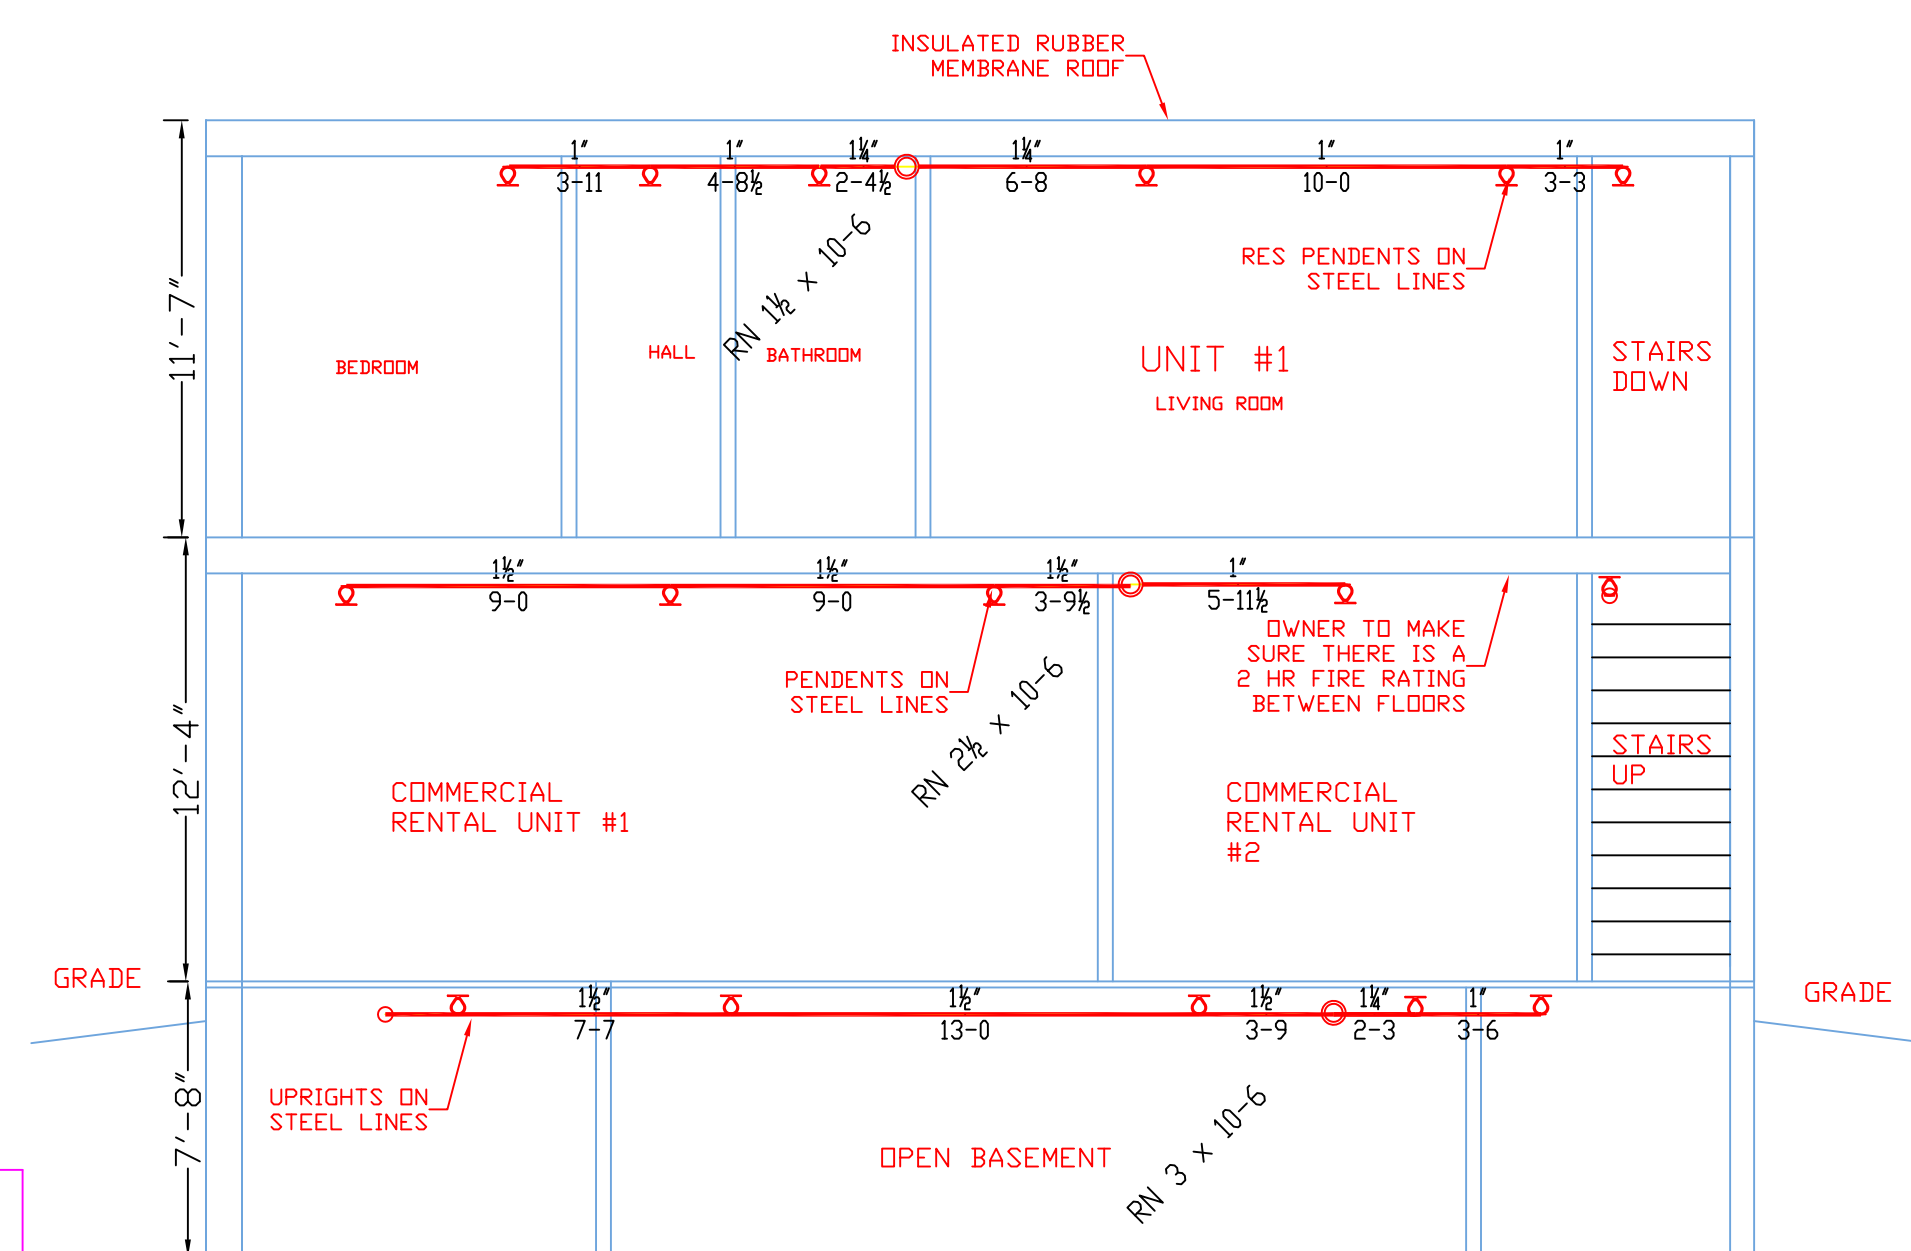 INSULATED RUBBER
MEMBRANE ROOF
1" 1" 1¼" 1¼" 1" 1"
3-11 4-8½ 2-4½ 6-8 10-0 3-3
RN 1½ x 10-6
RES PENDENTS ON
STEEL LINES
11'-7"
BEDROOM
HALL
BATHROOM
UNIT #1
LIVING ROOM
STAIRS
DOWN
1½" 1½" 1½" 1"
9-0 9-0 3-9½ 5-11½
OWNER TO MAKE
SURE THERE IS A
2 HR FIRE RATING
BETWEEN FLOORS
PENDENTS ON
STEEL LINES
RN 2½ x 10-6
12'-4"
COMMERCIAL
RENTAL UNIT #1
COMMERCIAL
RENTAL UNIT
#2
STAIRS
UP
GRADE
GRADE
1½" 1½" 1½" 1¼" 1"
7-7 13-0 3-9 2-3 3-6
7'-8"
UPRIGHTS ON
STEEL LINES
OPEN BASEMENT
RN 3 x 10-6